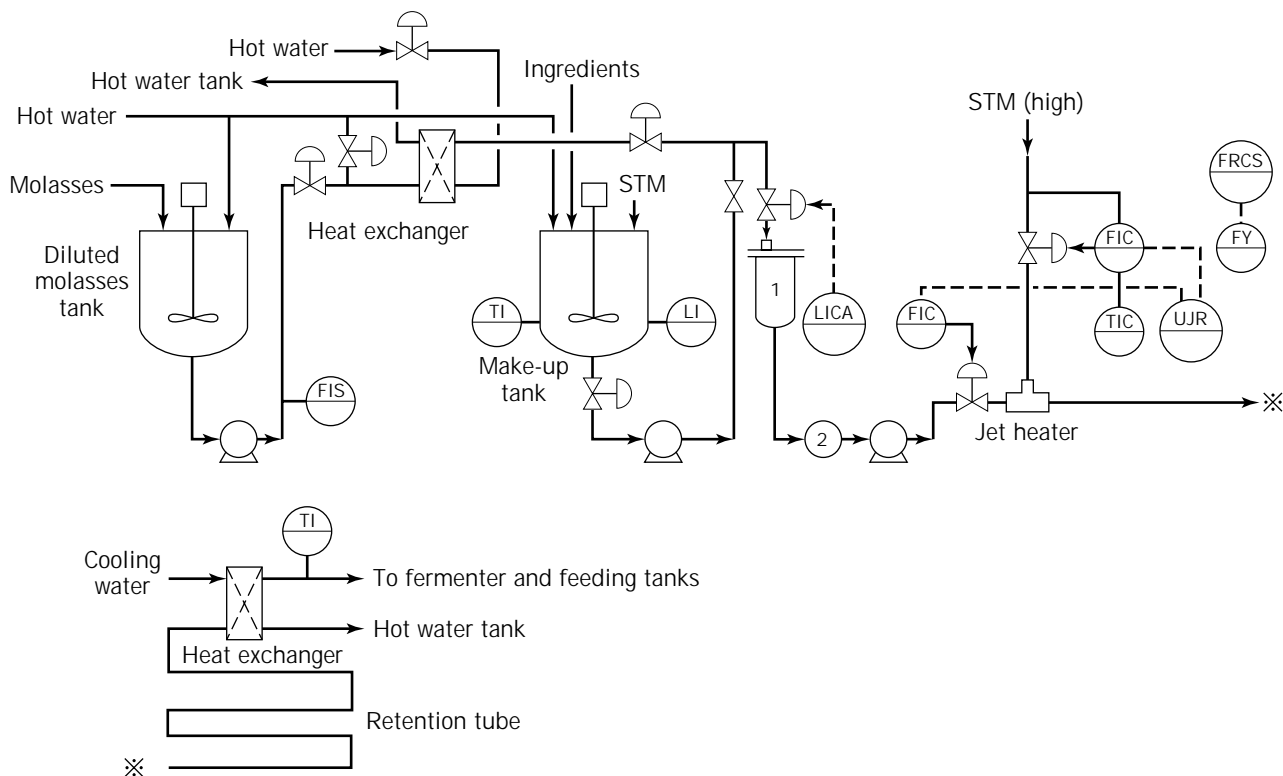 Hot water
Hot water tank
Ingredients
Hot water
STM (high)
FRCS
Molasses
STM
Heat exchanger
FIC
FY
Diluted
molasses
tank
1
TI
LI
LICA
FIC
TIC
UJR
Make-up
tank
FIS
※
2
Jet heater
TI
Cooling
water
To fermenter and feeding tanks
Hot water tank
Heat exchanger
Retention tube
※